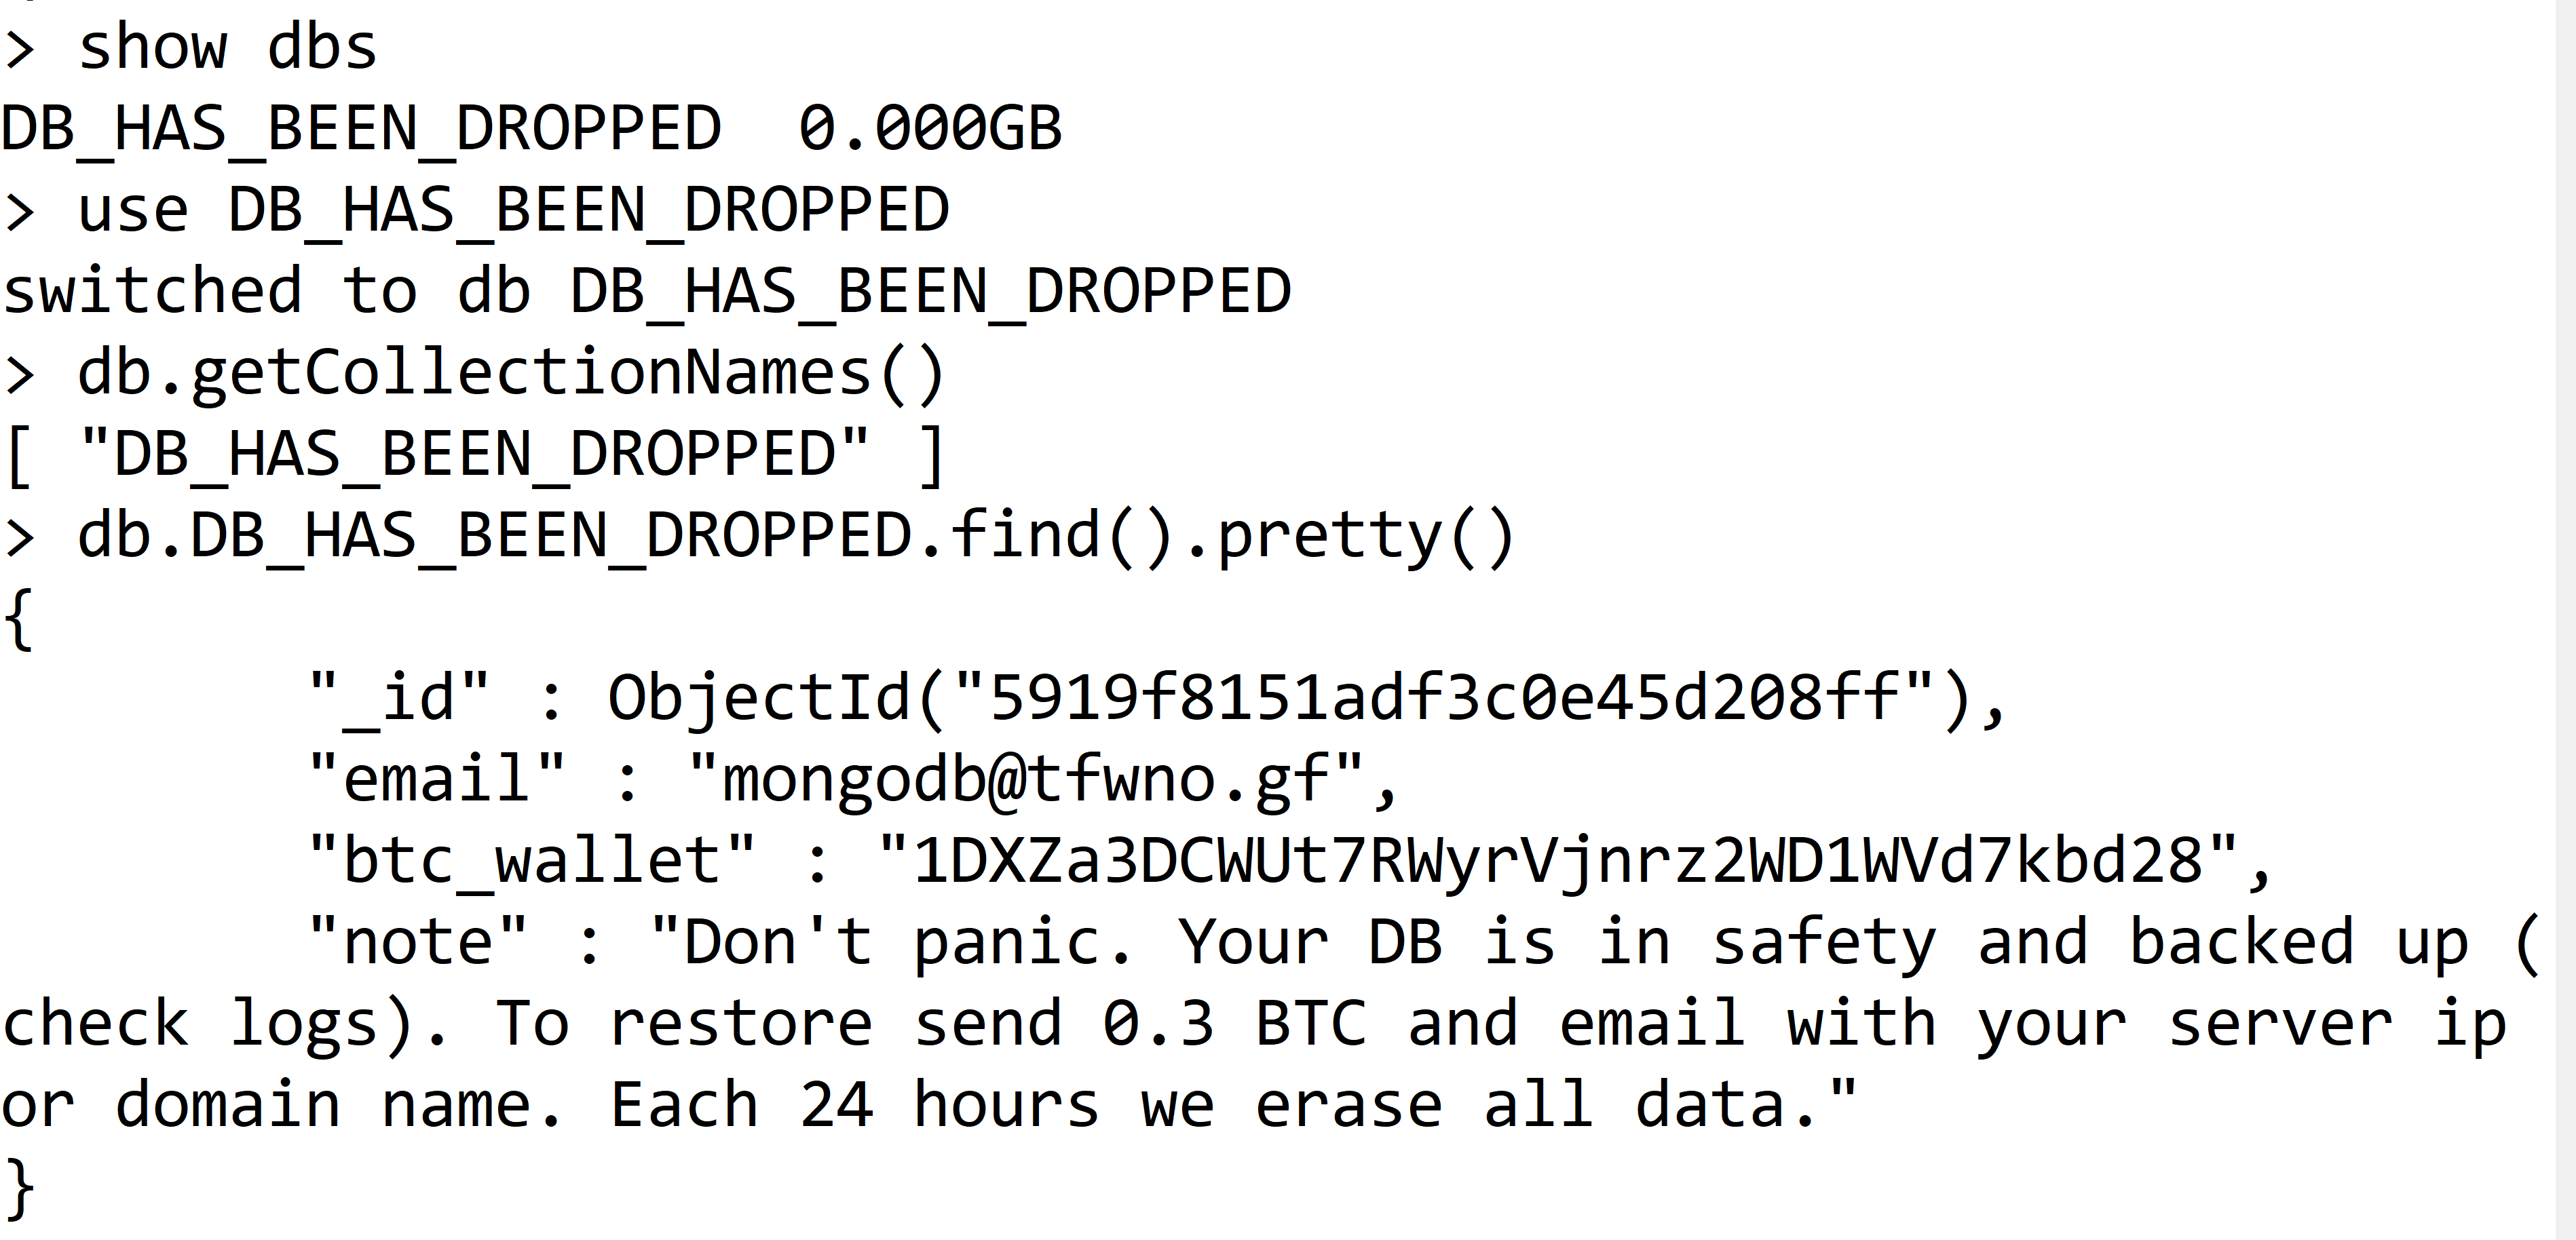 > show dbs
DB_HAS_BEEN_DROPPED  0.000GB
> use DB_HAS_BEEN_DROPPED
switched to db DB_HAS_BEEN_DROPPED
> db.getCollectionNames()
[ "DB_HAS_BEEN_DROPPED" ]
> db.DB_HAS_BEEN_DROPPED.find().pretty()
{
        "_id" : ObjectId("5919f8151adf3c0e45d208ff"),
        "email" : "mongodb@tfwno.gf",
        "btc_wallet" : "1DXZa3DCWUt7RWyrVjnrz2WD1WVd7kbd28",
        "note" : "Don't panic. Your DB is in safety and backed up (
check logs). To restore send 0.3 BTC and email with your server ip
or domain name. Each 24 hours we erase all data."
}